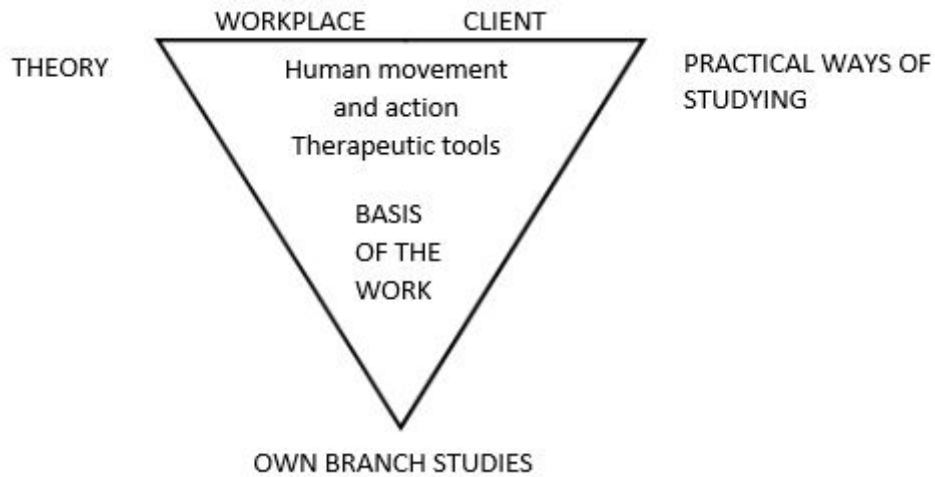 WORKPLACE CLIENT
THEORY
PRACTICAL WAYS OF
STUDYING
Human movement
and action
Therapeutic tools
BASIS
OF THE
WORK
OWN BRANCH STUDIES